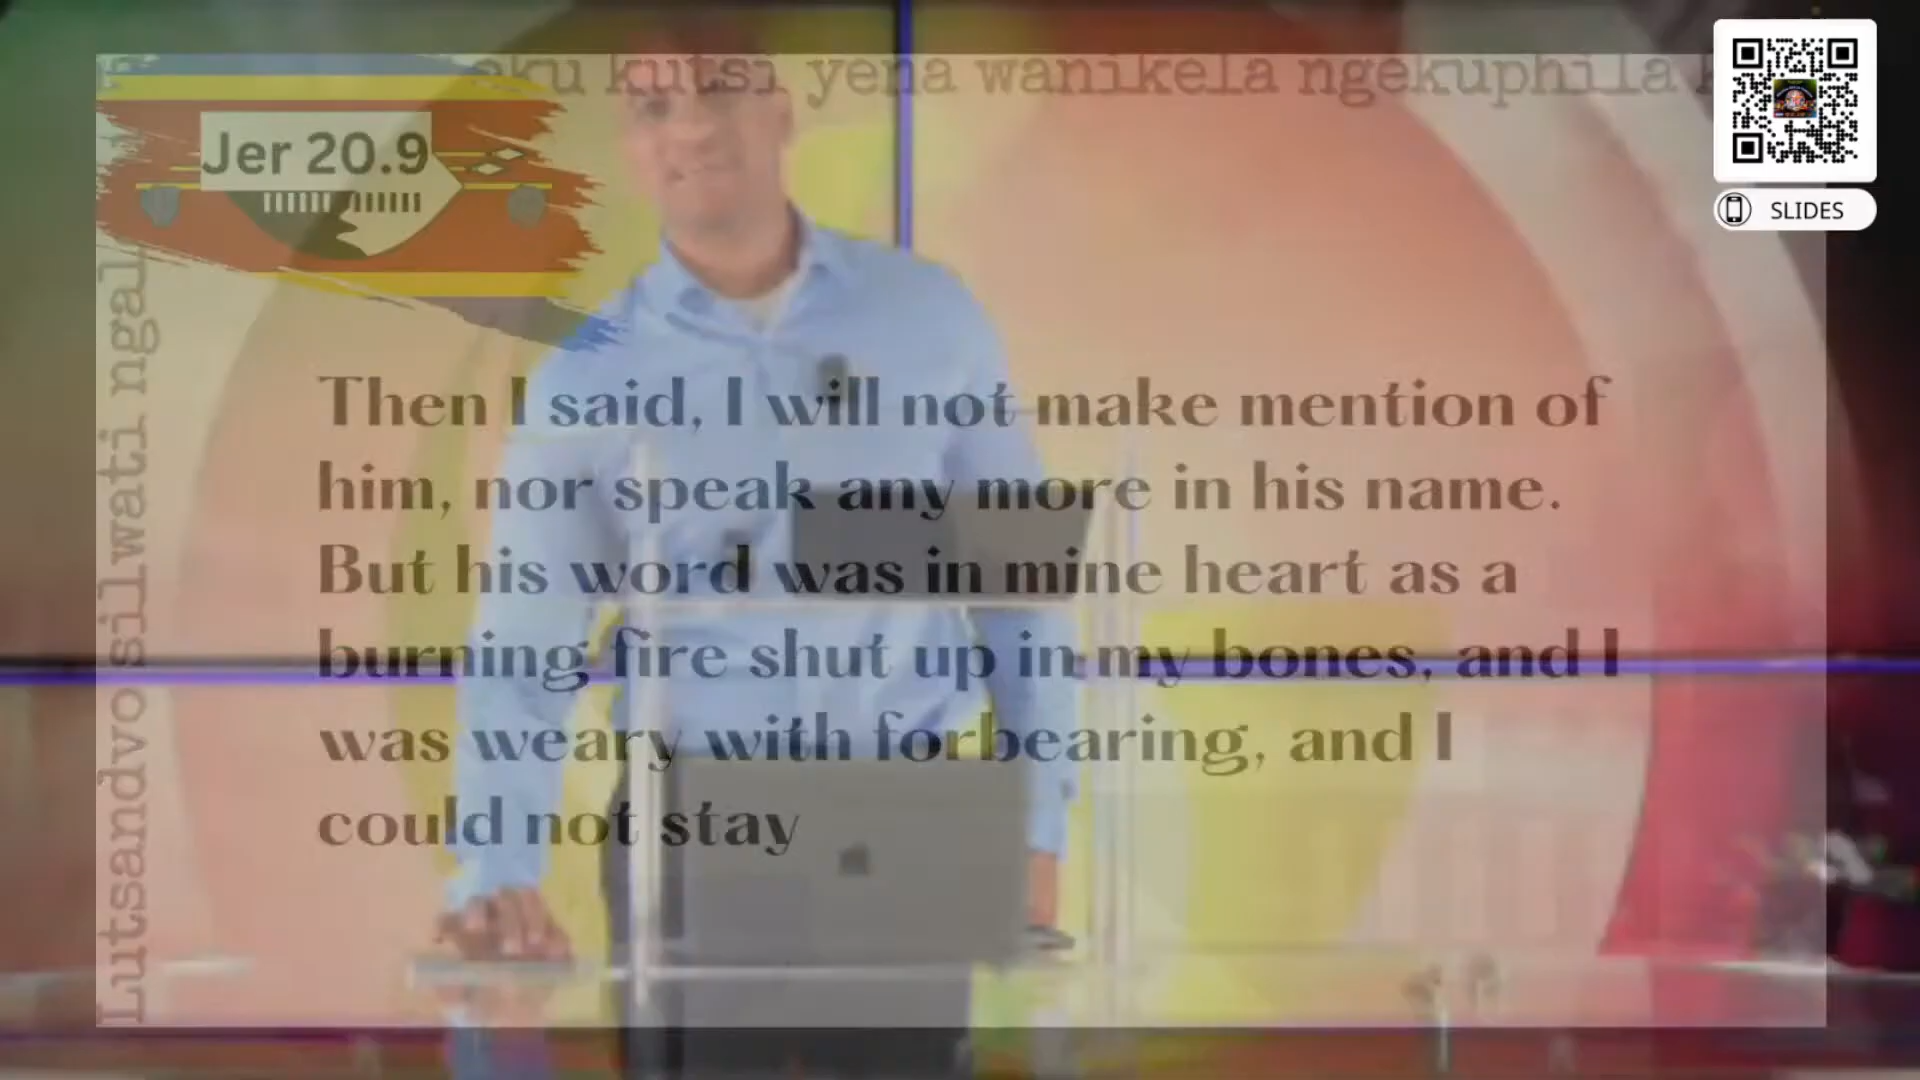 ku kutsi yena wanikela ngekuphila
Jer 20.9
Lutsandvo silwati
Then I said, I will not make mention of
him, nor speak any more in his name.
But his word was in mine heart as a
burning fire shut up in my bones, and I
was weary with forbearing, and I
could not stay
SLIDES